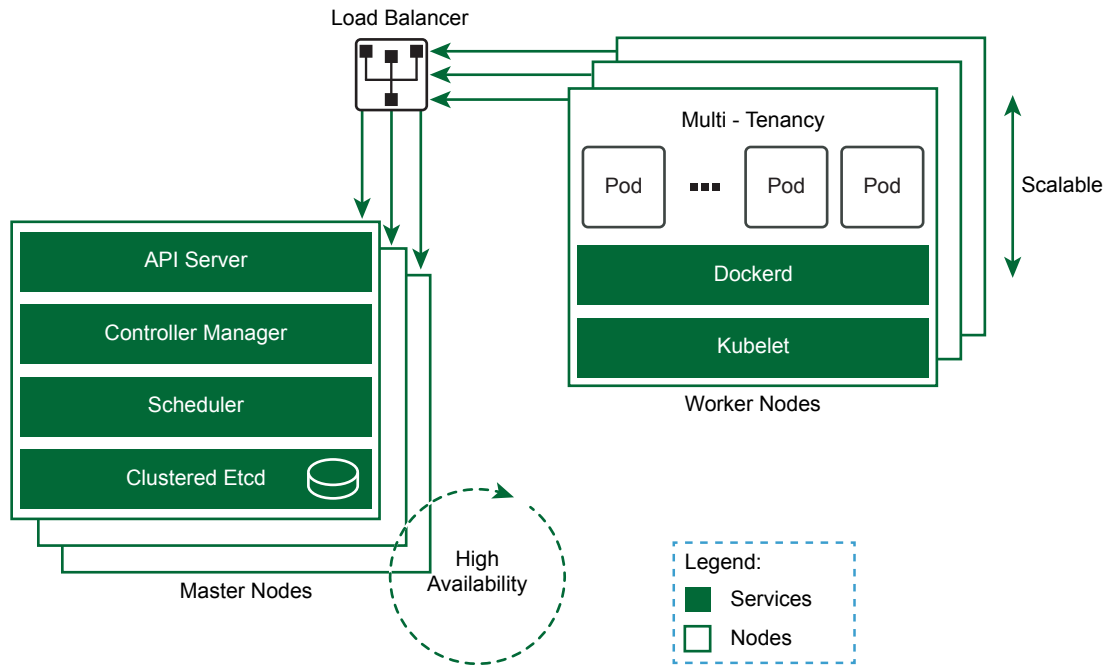 Load Balancer
Multi - Tenancy
Pod
Pod
Pod
Scalable
Dockerd
Kubelet
Worker Nodes
API Server
Controller Manager
Scheduler
Clustered Etcd
Master Nodes
High
Availability
Legend:
Services
Nodes